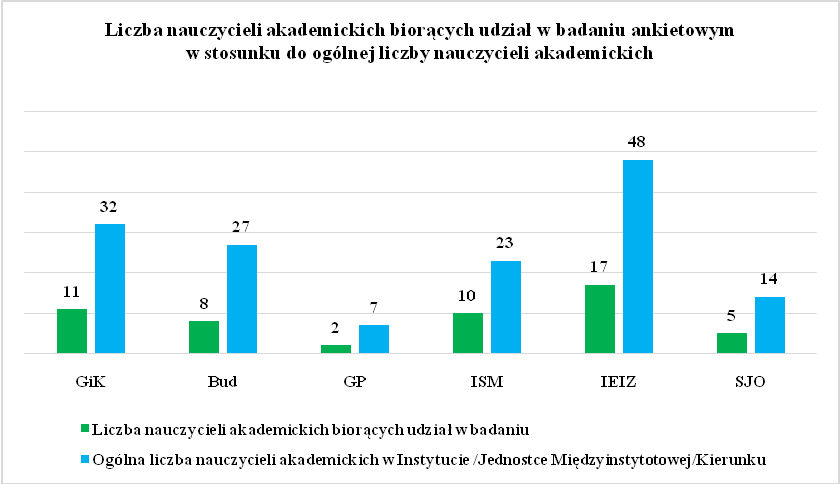 Liczba nauczycieli akademickich biorących udział w badaniu ankietowym
w stosunku do ogólnej liczby nauczycieli akademickich
11 32 8 27 2 7 10 23 17 48 5 14
GiK Bud GP ISM IEIZ SJO
Liczba nauczycieli akademickich biorących udział w badaniu
Ogólna liczba nauczycieli akademickich w Instytucie /Jednostce Międzyinstytotowej/Kierunku